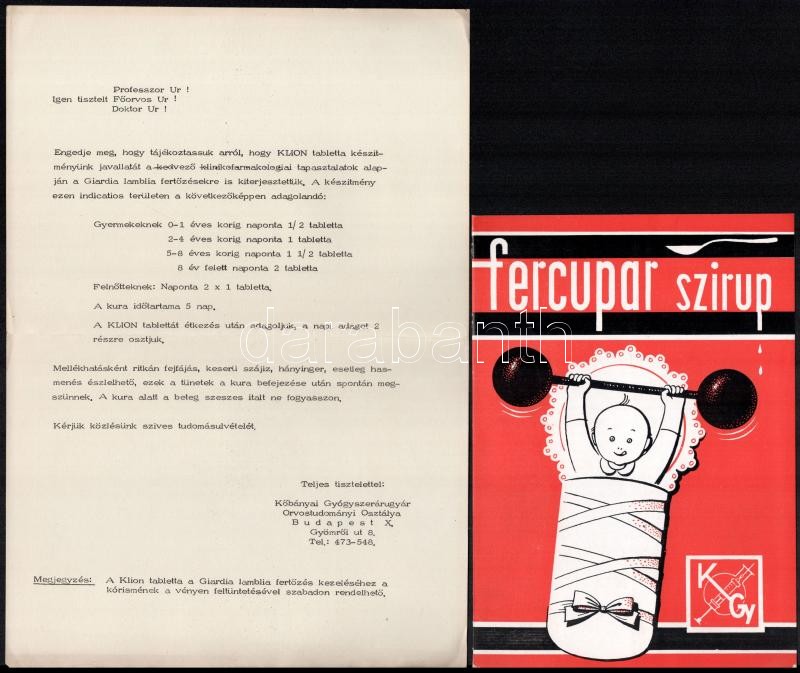 Professzor Ur !
Igen tisztelt Főorvos Ur !
Doktor Ur !
Engedje meg, hogy tájékoztassuk arról, hogy KLION tabletta készit-
ményünk javallatát a kedvező klinikofarmakologiai tapasztalatok alap-
ján a Giardia lamblia fertőzésekre is kiterjesztettük. A készítmény
ezen indicatios területen a következőképpen adagolandó:
Gyermekeknek 0-1 éves korig naponta 1/2 tabletta
2-4 éves korig naponta 1 tabletta
5-8 éves korig naponta 1 1/2 tabletta
8 év felett naponta 2 tabletta
Felnőtteknek: Naponta 2 x 1 tabletta.
A kura időtartama 5 nap.
A KLION tablettát étkezés után adagoljuk, a napi adagot 2
részre osztjuk.
Mellékhatásként ritkán fejfájás, keserü szájiz, hányinger, esetleg has-
menés észlelhető, ezek a tünetek a kura befejezése után spontán meg-
szünnek. A kura alatt a beteg szeszes italt ne fogyasszon.
Kérjük közlésünk szives tudomásulvételét.
Teljes tisztelettel:
Kőbányai Gyógyszerárugyár
Orvostudományi Osztálya
Budapest X.
Gyömrői ut 8.
Tel.: 473-548.
Megjegyzés: A Klion tabletta a Giardia lamblia fertőzés kezeléséhez a
kórismének a vényen feltüntetésével szabadon rendelhető.
fercupar szirup
K
Gy
darabanth